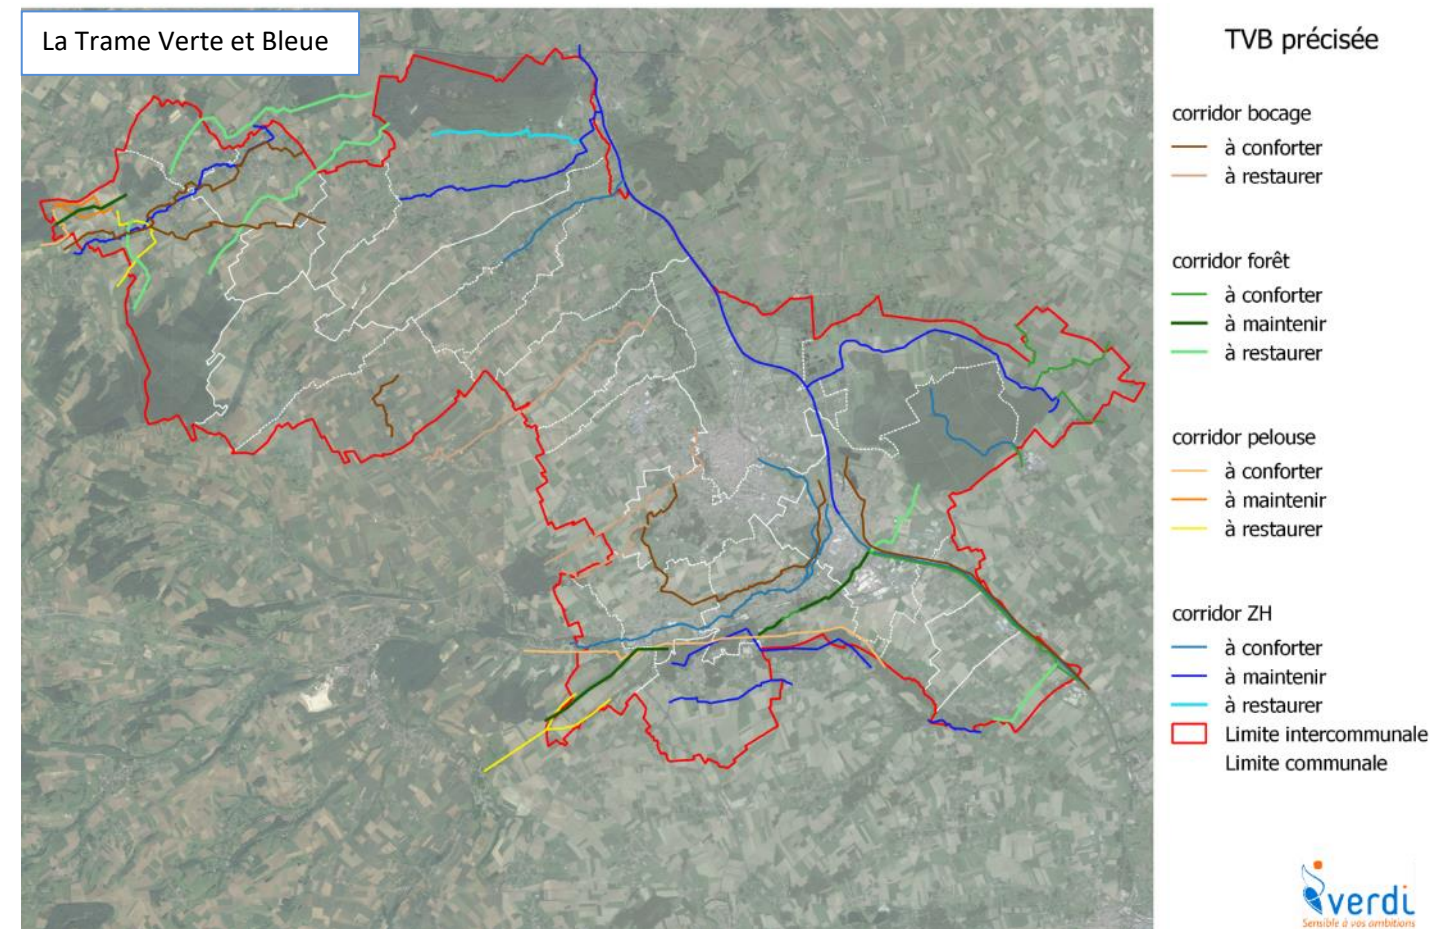 La Trame Verte et Bleue
TVB précisée
corridor bocage
à conforter
à restaurer
corridor forêt
à conforter
à maintenir
à restaurer
corridor pelouse
à conforter
à maintenir
à restaurer
corridor ZH
à conforter
à maintenir
à restaurer
Limite intercommunale
Limite communale
verdi
Sensible à vos ambitions